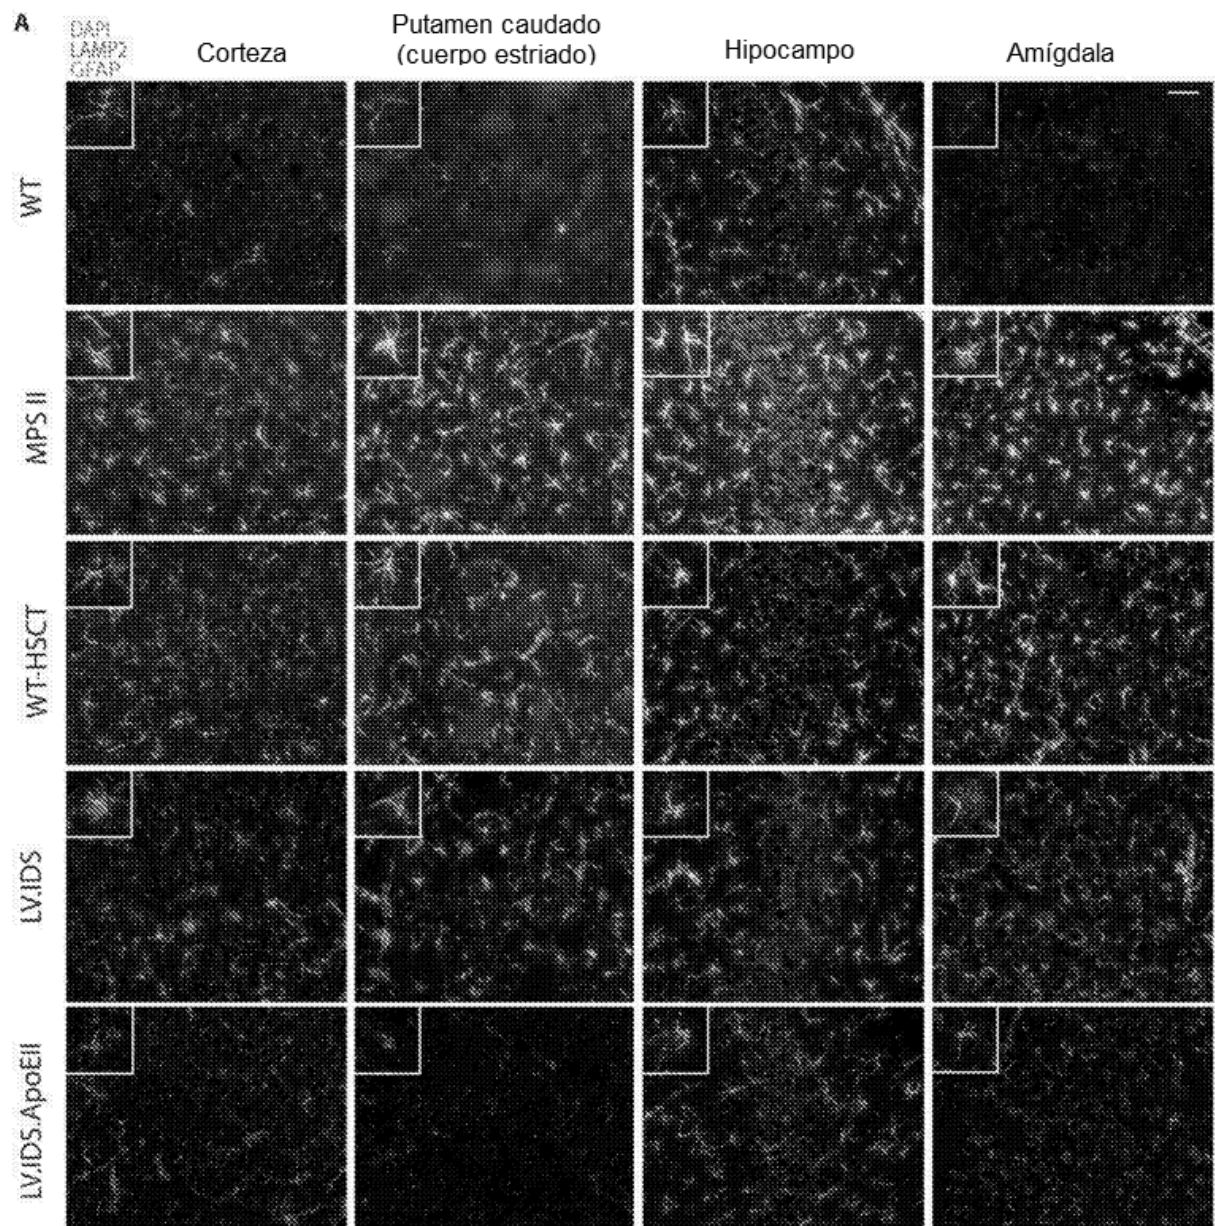 A
DAPI
LAMP2
GFAP
Corteza
Putamen caudado
(cuerpo estriado)
Hipocampo
Amígdala
WT
MPS II
WT-HSCT
LV.IDS
LV.IDS.ApoEII